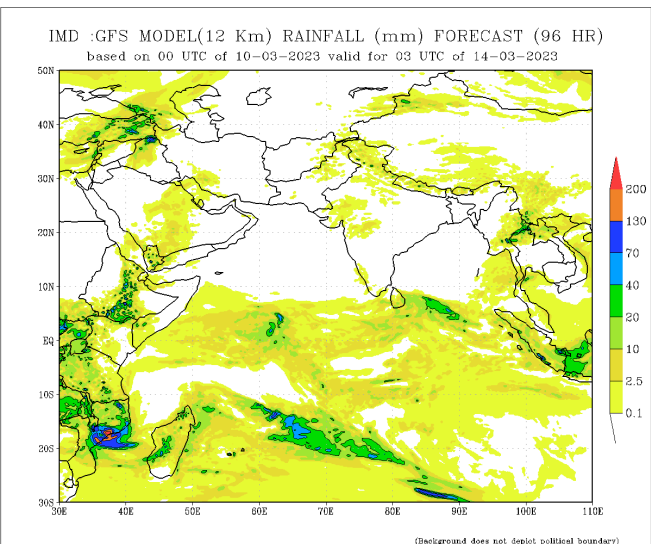 IMD :GFS MODEL(12 Km) RAINFALL (mm) FORECAST (96 HR)
based on 00 UTC of 10-03-2023 valid for 03 UTC of 14-03-2023
50N
40N
30N
20N
10N
EQ
10S
20S
30S
30E 40E 50E 60E 70E 80E 90E 100E 110E
200
130
70
40
20
10
2.5
0.1
(Background does not depict political boundary)